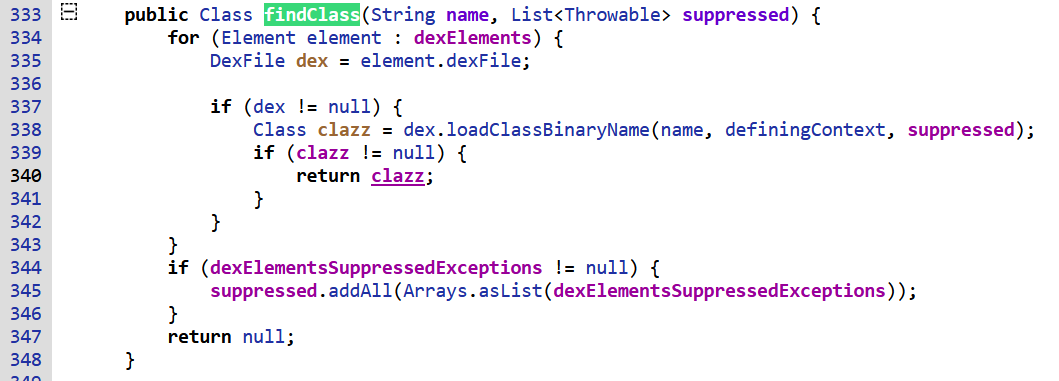 333 public Class findClass(String name, List<Throwable> suppressed) {
334 for (Element element : dexElements) {
335 DexFile dex = element.dexFile;
336
337 if (dex != null) {
338 Class clazz = dex.loadClassBinaryName(name, definingContext, suppressed);
339 if (clazz != null) {
340 return clazz;
341 }
342 }
343 }
344 if (dexElementsSuppressedExceptions != null) {
345 suppressed.addAll(Arrays.asList(dexElementsSuppressedExceptions));
346 }
347 return null;
348 }